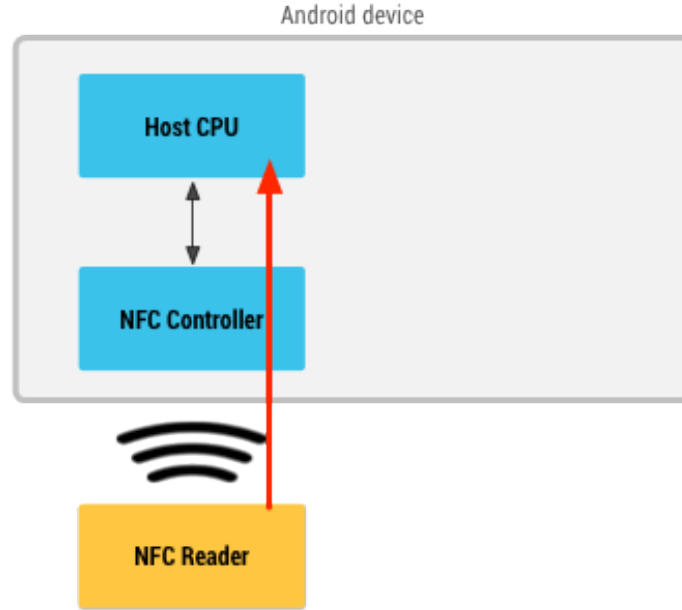 Android device
Host CPU
NFC Controller
NFC Reader